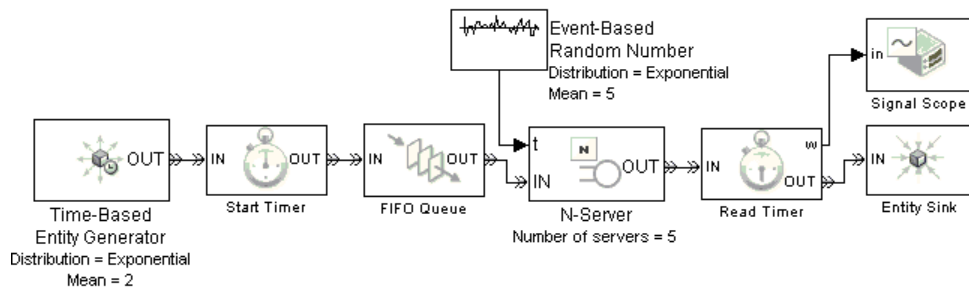 Event-Based
Random Number
Distribution = Exponential
Mean = 5
in
Signal Scope
OUT
Time-Based
Entity Generator
Distribution = Exponential
Mean = 2
IN
OUT
Start Timer
IN
OUT
FIFO Queue
t
N
IN
OUT
N-Server
Number of servers = 5
IN
w
OUT
Read Timer
IN
Entity Sink